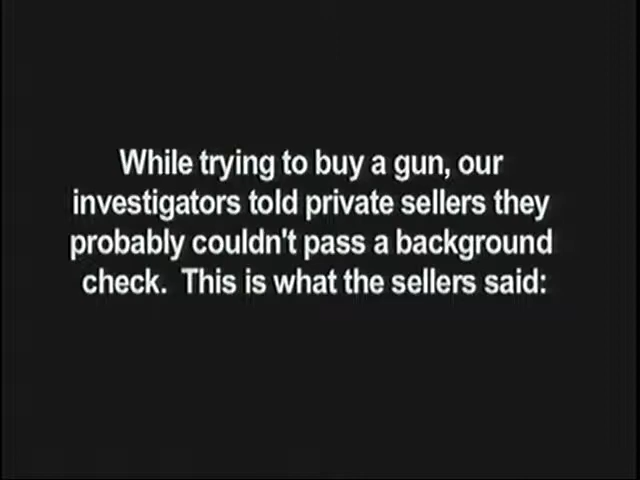 While trying to buy a gun, our
investigators told private sellers they
probably couldn't pass a background
check.  This is what the sellers said: